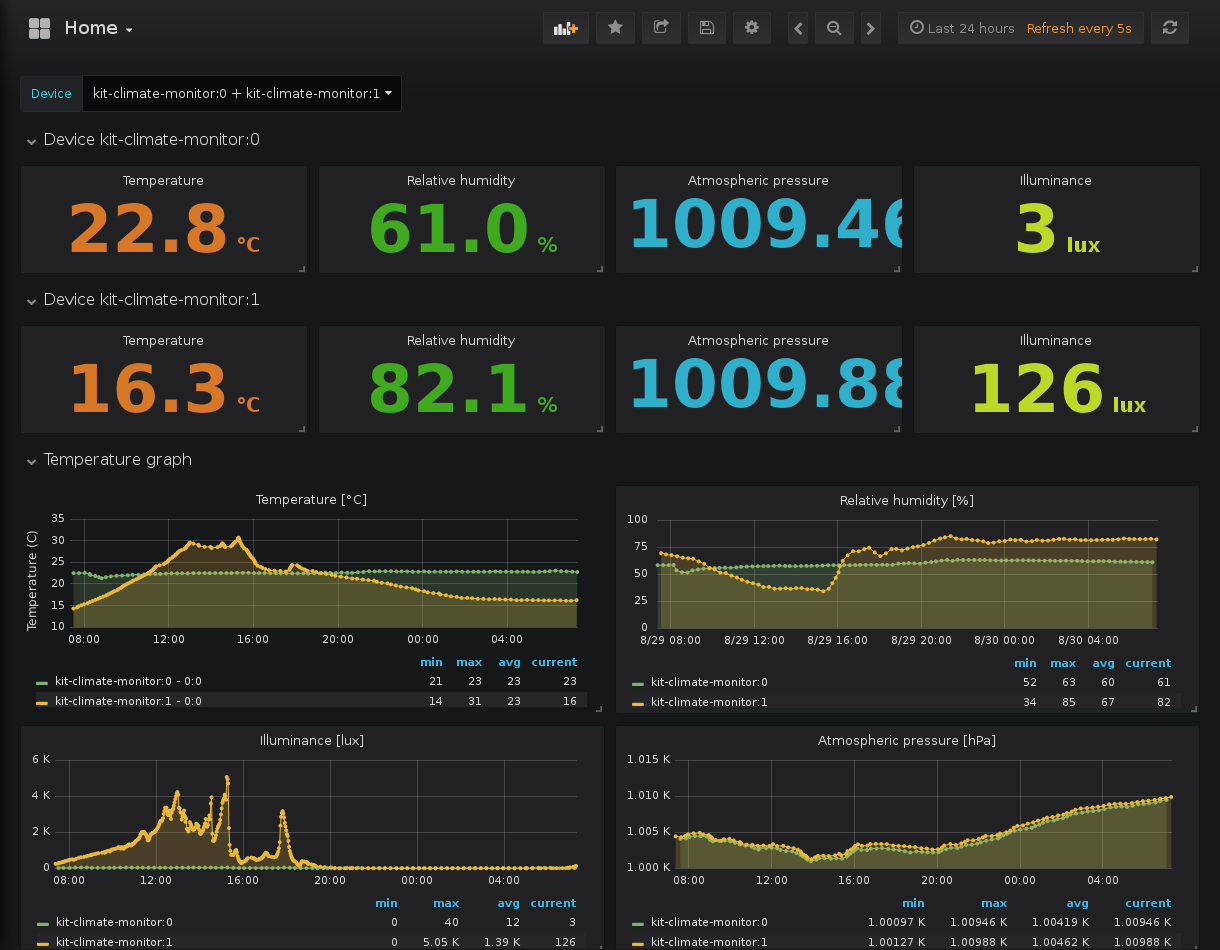 Home
Last 24 hours Refresh every 5s
Device kit-climate-monitor:0 + kit-climate-monitor:1
Device kit-climate-monitor:0
Temperature Relative humidity Atmospheric pressure Illuminance
22.8 °C 61.0 % 1009.46 3 lux
Device kit-climate-monitor:1
Temperature Relative humidity Atmospheric pressure Illuminance
16.3 °C 82.1 % 1009.88 126 lux
Temperature graph
Temperature [°C]
Temperature (C)
35
30
25
20
15
10
08:00 12:00 16:00 20:00 00:00 04:00
min max avg current
kit-climate-monitor:0 - 0:0 21 23 23 23
kit-climate-monitor:1 - 0:0 14 31 23 16
Relative humidity [%]
100
75
50
25
0
8/29 08:00 8/29 12:00 8/29 16:00 8/29 20:00 8/30 00:00 8/30 04:00
min max avg current
kit-climate-monitor:0 52 63 60 61
kit-climate-monitor:1 34 85 67 82
Illuminance [lux]
6 K
4 K
2 K
0
08:00 12:00 16:00 20:00 00:00 04:00
min max avg current
kit-climate-monitor:0 0 40 12 3
kit-climate-monitor:1 0 5.05 K 1.39 K 126
Atmospheric pressure [hPa]
1.015 K
1.010 K
1.005 K
1.000 K
08:00 12:00 16:00 20:00 00:00 04:00
min max avg current
kit-climate-monitor:0 1.00097 K 1.00946 K 1.00419 K 1.00946 K
kit-climate-monitor:1 1.00127 K 1.00988 K 1.00462 K 1.00988 K